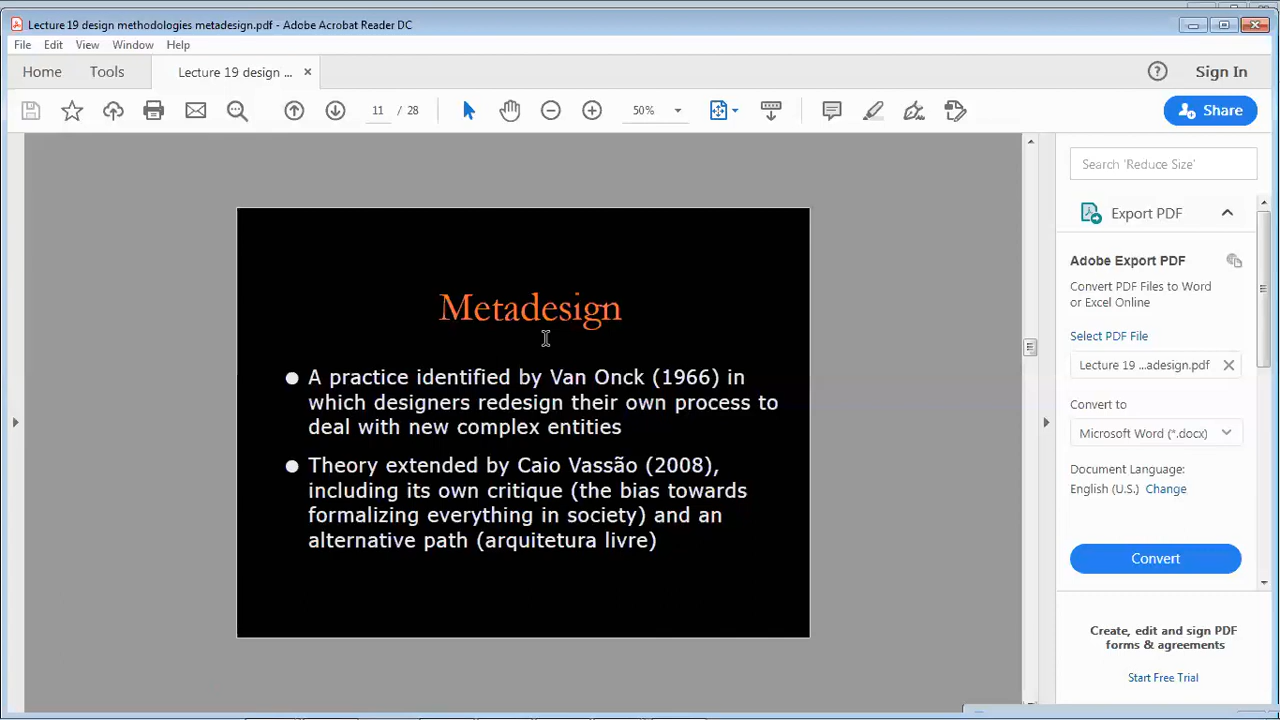 Lecture 19 design methodologies metadesign.pdf - Adobe Acrobat Reader DC
File Edit View Window Help
Home Tools Lecture 19 design ... × Sign In
11 / 28 50% Share
Search 'Reduce Size'
Export PDF
Adobe Export PDF
Convert PDF Files to Word
or Excel Online
Select PDF File
Lecture 19 ...adesign.pdf
Convert to
Microsoft Word (*.docx)
Document Language:
English (U.S.) Change
Convert
Create, edit and sign PDF
forms & agreements
Start Free Trial
Metadesign
● A practice identified by Van Onck (1966) in
which designers redesign their own process to
deal with new complex entities
● Theory extended by Caio Vassão (2008),
including its own critique (the bias towards
formalizing everything in society) and an
alternative path (arquitetura livre)